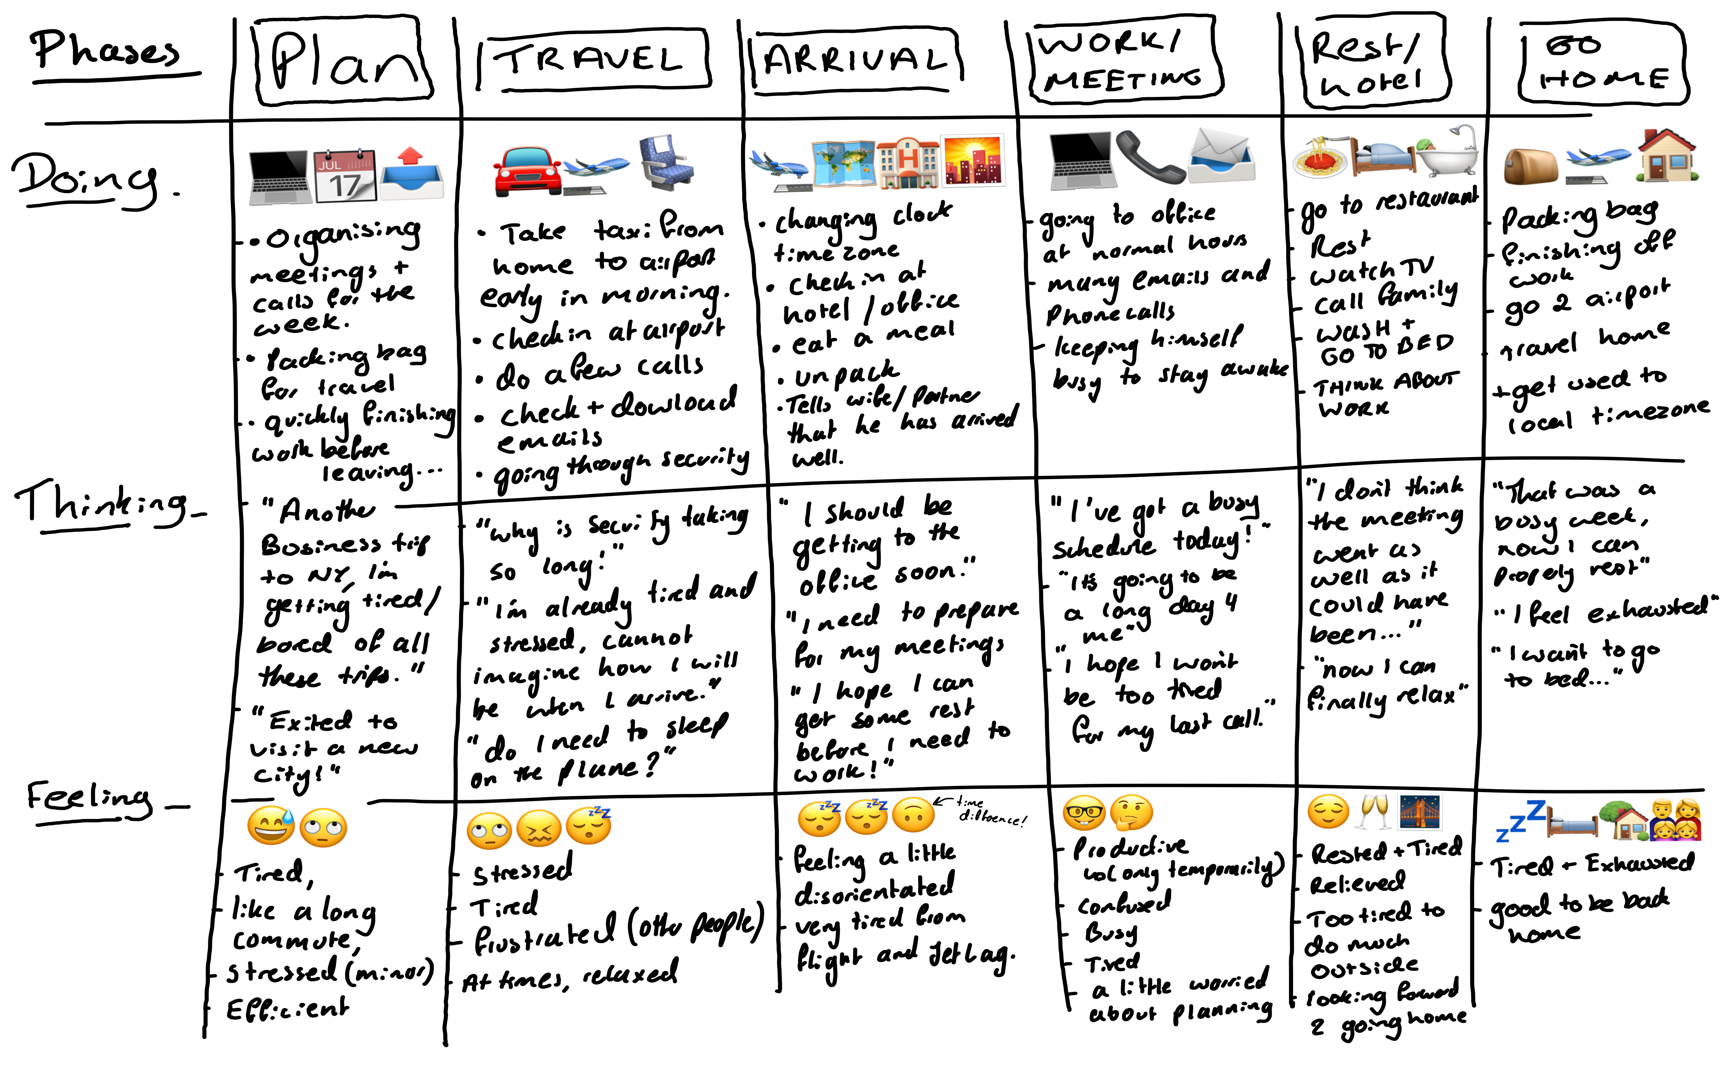 Phases
Plan
TRAVEL
ARRIVAL
WORK/
MEETING
Rest/
hotel
GO
HOME
Doing.
JUL
17
- • Organising
meetings +
calls for the
week.
• Packing bag
for travel
• quickly finishing
work before
leaving...
• Take taxi from
home to airport
early in morning.
• check in at airport
• do a few calls
• check + dowload
emails
• going through security
• changing clock
timezone
• check in at
hotel / office
• eat a meal
• unpack
• Tells wife/partner
that he has arrived
well.
- going to office
at normal hours
- many emails and
phonecalls
- keeping himself
busy to stay awake
- go to restaurant
- Rest
- watch TV
- call family
- WASH +
GO TO BED
- THINK ABOUT
WORK
- Packing bag
- finishing off
work
- go 2 airport
- travel home
+ get used to
local timezone
Thinking -
"Another
Business trip
to NY, I'm
getting tired/
bored of all
these trips."
"Exited to
visit a new
city!"
"why is security taking
so long!"
"I'm already tired and
stressed, cannot
imagine how I will
be when I arrive."
"do I need to sleep
on the plane?"
"I should be
getting to the
office soon."
"I need to prepare
for my meetings
"I hope I can
get some rest
before I need to
work!"
"I've got a busy
schedule today!"
"it's going to be
a long day 4
me"
"I hope I won't
be too tired
for my last call."
"I don't think
the meeting
went as
well as it
could have
been..."
"now I can
finally relax"
"That was a
busy week,
now I can
properly rest"
"I feel exhausted"
"I want to go
to bed..."
Feeling -
- Tired,
- like a long
commute,
- stressed (minor)
- Efficient
- Stressed
- Tired
- frustrated (other people)
- At times, relaxed
← time
difference!
- feeling a little
disorientated
- very tired from
flight and Jetlag.
- Productive
(only temporarily)
- Confused
- Busy
- Tired
- a little worried
about planning
- Rested + Tired
- Relieved
- Too tired to
do much
outside
- looking forward
2 going home
- Tired + Exhausted
- good to be back
home